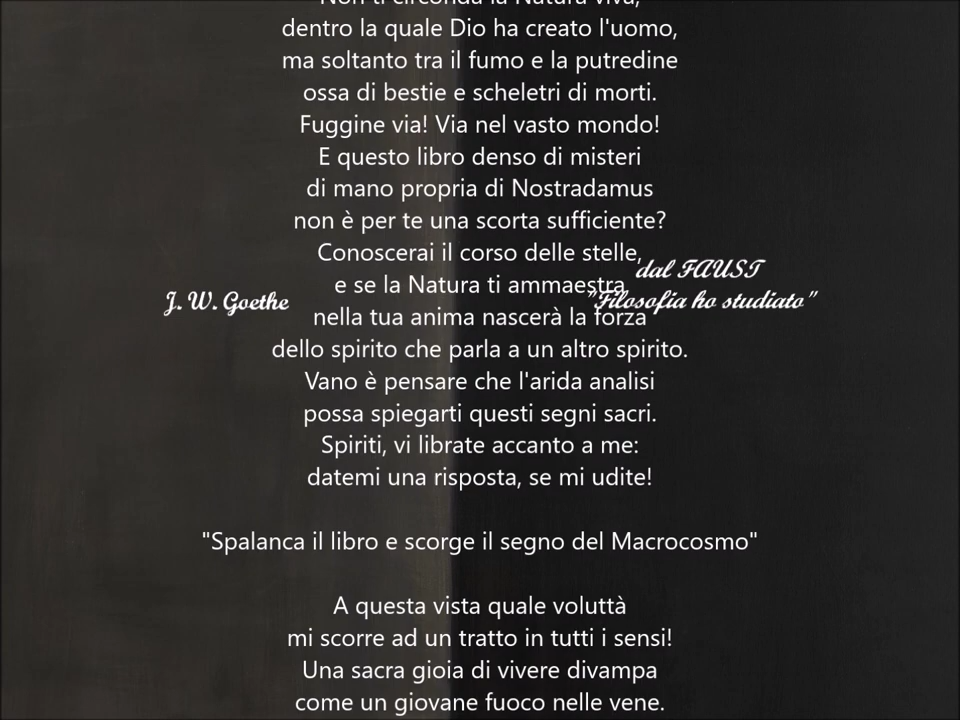 Non ti circonda la Natura viva,
dentro la quale Dio ha creato l'uomo,
ma soltanto tra il fumo e la putredine
ossa di bestie e scheletri di morti.
Fuggine via! Via nel vasto mondo!
E questo libro denso di misteri
di mano propria di Nostradamus
non è per te una scorta sufficiente?
Conoscerai il corso delle stelle,
e se la Natura ti ammaestra
nella tua anima nascerà la forza
dello spirito che parla a un altro spirito.
Vano è pensare che l'arida analisi
possa spiegarti questi segni sacri.
Spiriti, vi librate accanto a me:
datemi una risposta, se mi udite!
"Spalanca il libro e scorge il segno del Macrocosmo"
A questa vista quale voluttà
mi scorre ad un tratto in tutti i sensi!
Una sacra gioia di vivere divampa
come un giovane fuoco nelle vene.
J. W. Goethe
dal FAUST
"Filosofia ho studiato"